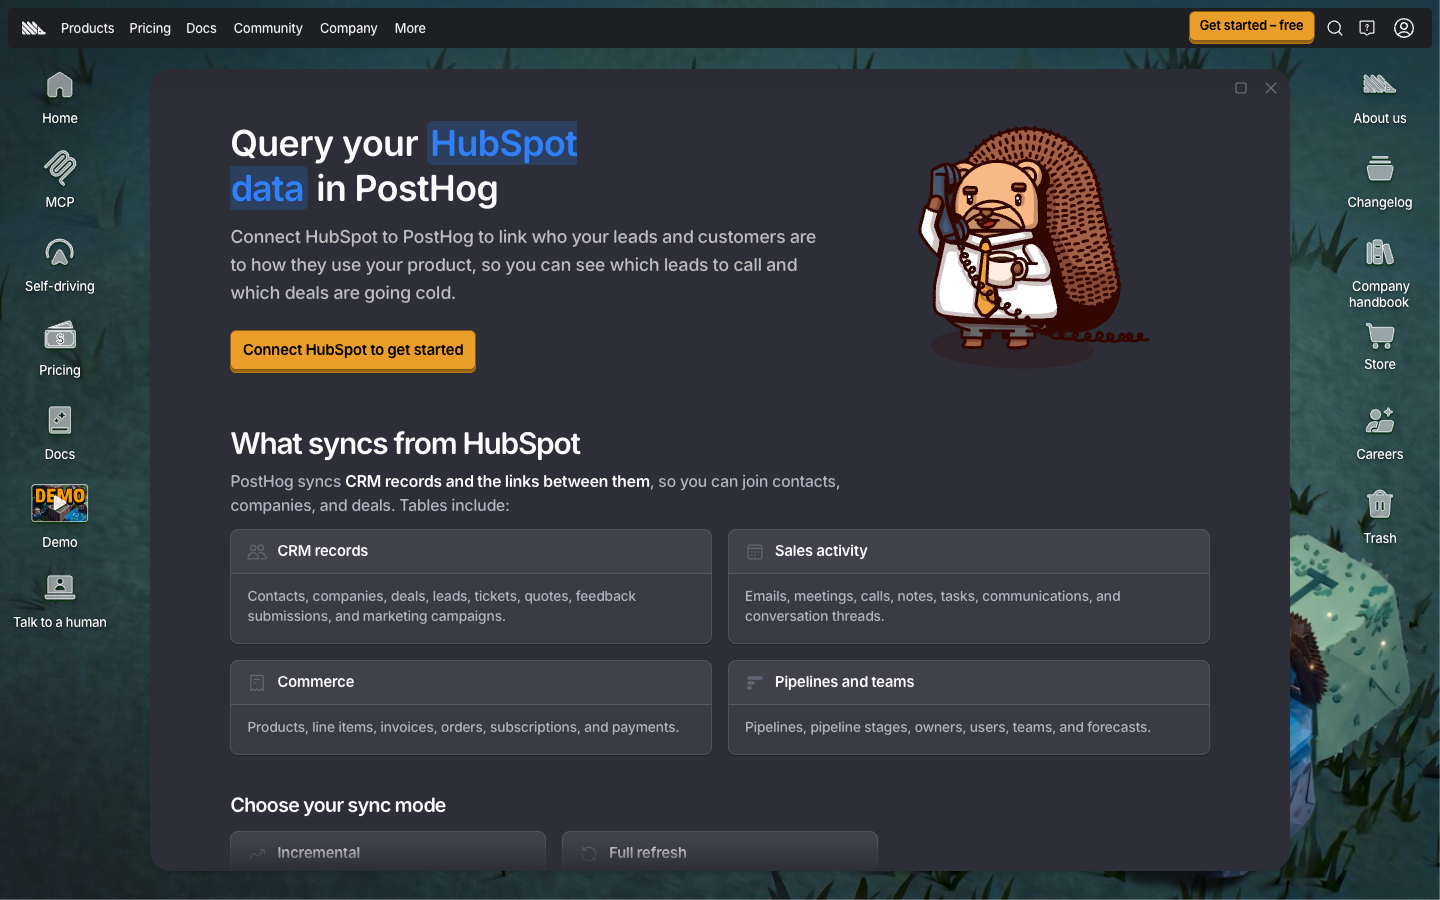 Products Pricing Docs Community Company More
Get started – free
Home
MCP
Self-driving
Pricing
Docs
DEMO
Demo
Talk to a human
Query your HubSpot
data in PostHog
Connect HubSpot to PostHog to link who your leads and customers are
to how they use your product, so you can see which leads to call and
which deals are going cold.
Connect HubSpot to get started
What syncs from HubSpot
PostHog syncs CRM records and the links between them, so you can join contacts,
companies, and deals. Tables include:
CRM records
Contacts, companies, deals, leads, tickets, quotes, feedback
submissions, and marketing campaigns.
Sales activity
Emails, meetings, calls, notes, tasks, communications, and
conversation threads.
Commerce
Products, line items, invoices, orders, subscriptions, and payments.
Pipelines and teams
Pipelines, pipeline stages, owners, users, teams, and forecasts.
Choose your sync mode
Incremental
Full refresh
About us
Changelog
Company
handbook
Store
Careers
Trash